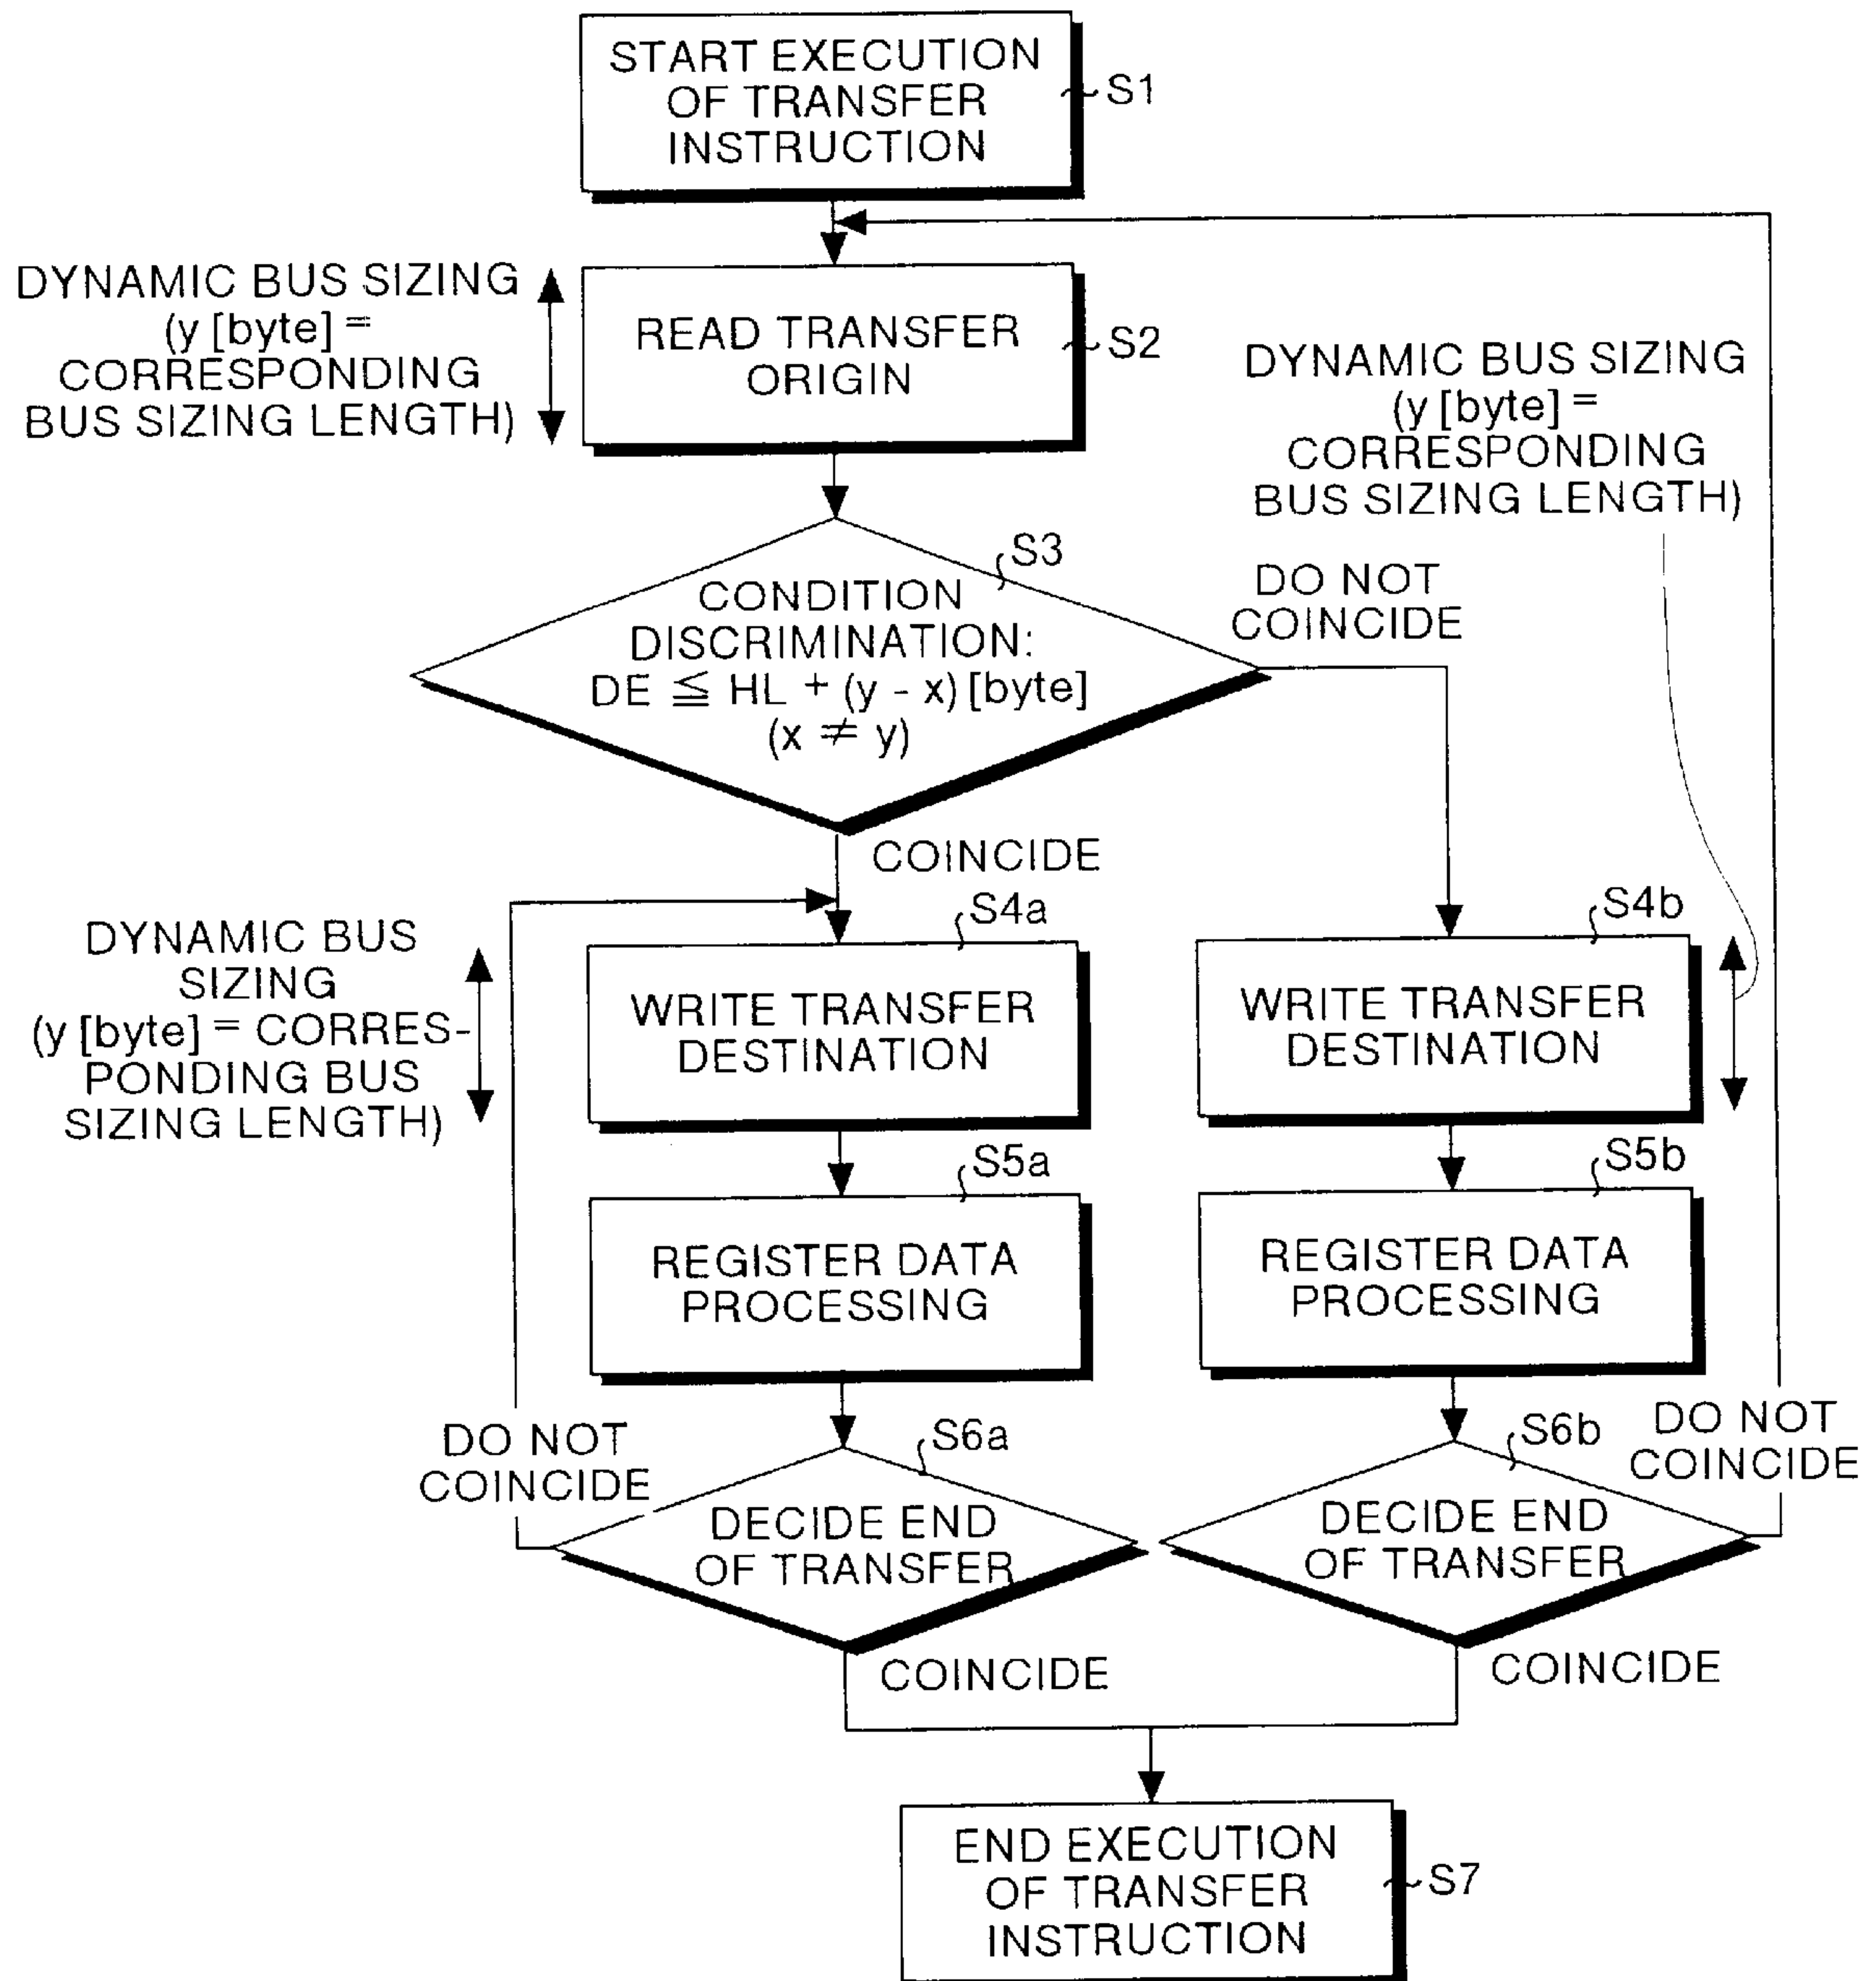 START EXECUTION
OF TRANSFER
INSTRUCTION
S1
DYNAMIC BUS SIZING
(y [byte] =
CORRESPONDING
BUS SIZING LENGTH)
READ TRANSFER
ORIGIN
S2
DYNAMIC BUS SIZING
(y [byte] =
CORRESPONDING
BUS SIZING LENGTH)
S3
CONDITION
DISCRIMINATION:
DE ≦ HL + (y - x) [byte]
(x ≠ y)
DO NOT
COINCIDE
COINCIDE
DYNAMIC BUS
SIZING
(y [byte] = CORRES-
PONDING BUS
SIZING LENGTH)
S4a
WRITE TRANSFER
DESTINATION
S4b
WRITE TRANSFER
DESTINATION
S5a
REGISTER DATA
PROCESSING
S5b
REGISTER DATA
PROCESSING
DO NOT
COINCIDE
S6a
DECIDE END
OF TRANSFER
S6b
DECIDE END
OF TRANSFER
DO NOT
COINCIDE
COINCIDE
COINCIDE
END EXECUTION
OF TRANSFER
INSTRUCTION
S7